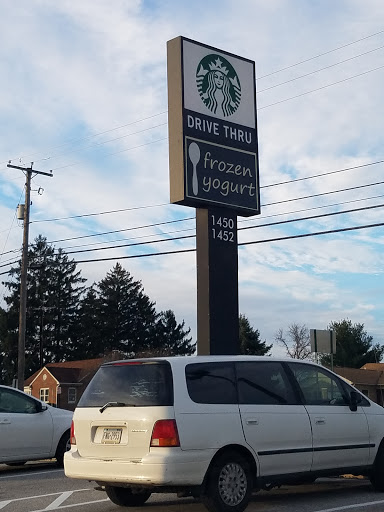 DRIVE THRU
frozen
yogurt
1450
1452